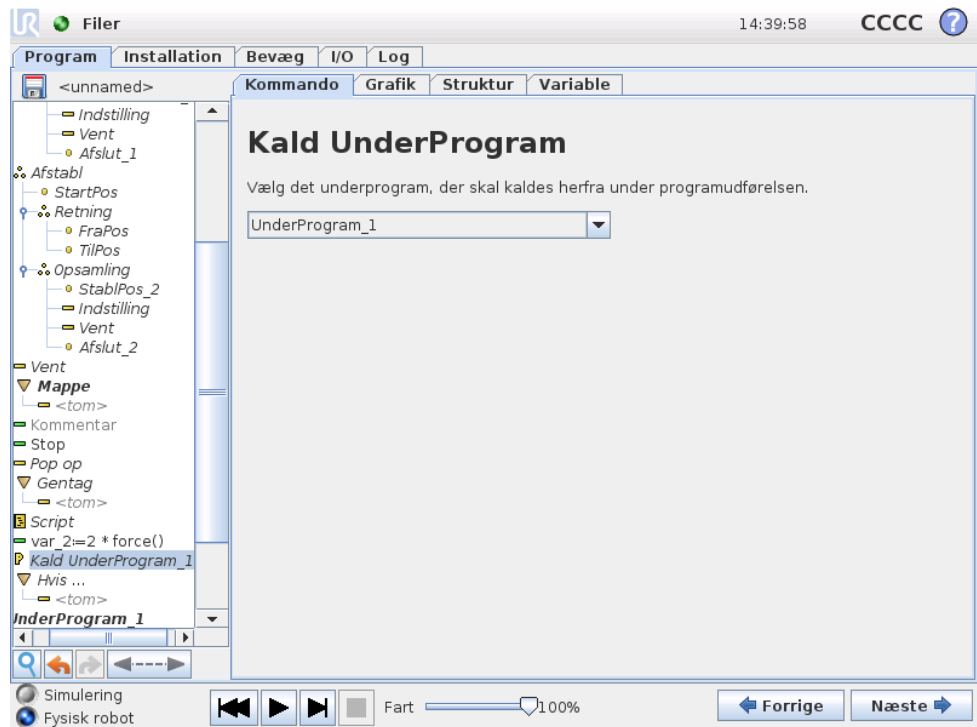 UR Filer 14:39:58 CCCC ?
Program Installation Bevæg I/O Log
<unnamed>
Kommando Grafik Struktur Variable
Indstilling
Vent
Afslut_1
Afstabl
StartPos
Retning
FraPos
TilPos
Opsamling
StablPos_2
Indstilling
Vent
Afslut_2
Vent
Mappe
<tom>
Kommentar
Stop
Pop op
Gentag
<tom>
Script
var_2:=2 * force()
P Kald UnderProgram_1
Hvis ...
<tom>
UnderProgram_1
Kald UnderProgram
Vælg det underprogram, der skal kaldes herfra under programudførelsen.
UnderProgram_1
Simulering
Fysisk robot
Fart 100%
Forrige Næste